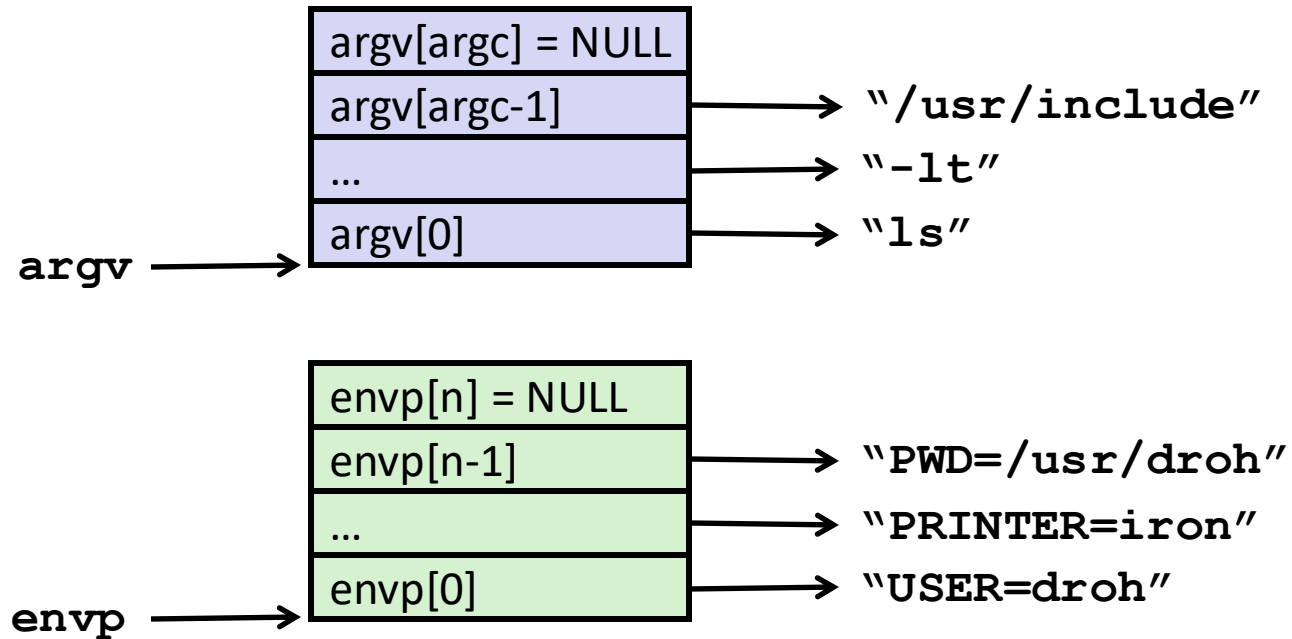 argv[argc] = NULL
argv[argc-1] “/usr/include”
… “-lt”
argv[0] “ls”
argv
envp[n] = NULL
envp[n-1] “PWD=/usr/droh”
… “PRINTER=iron”
envp[0] “USER=droh”
envp